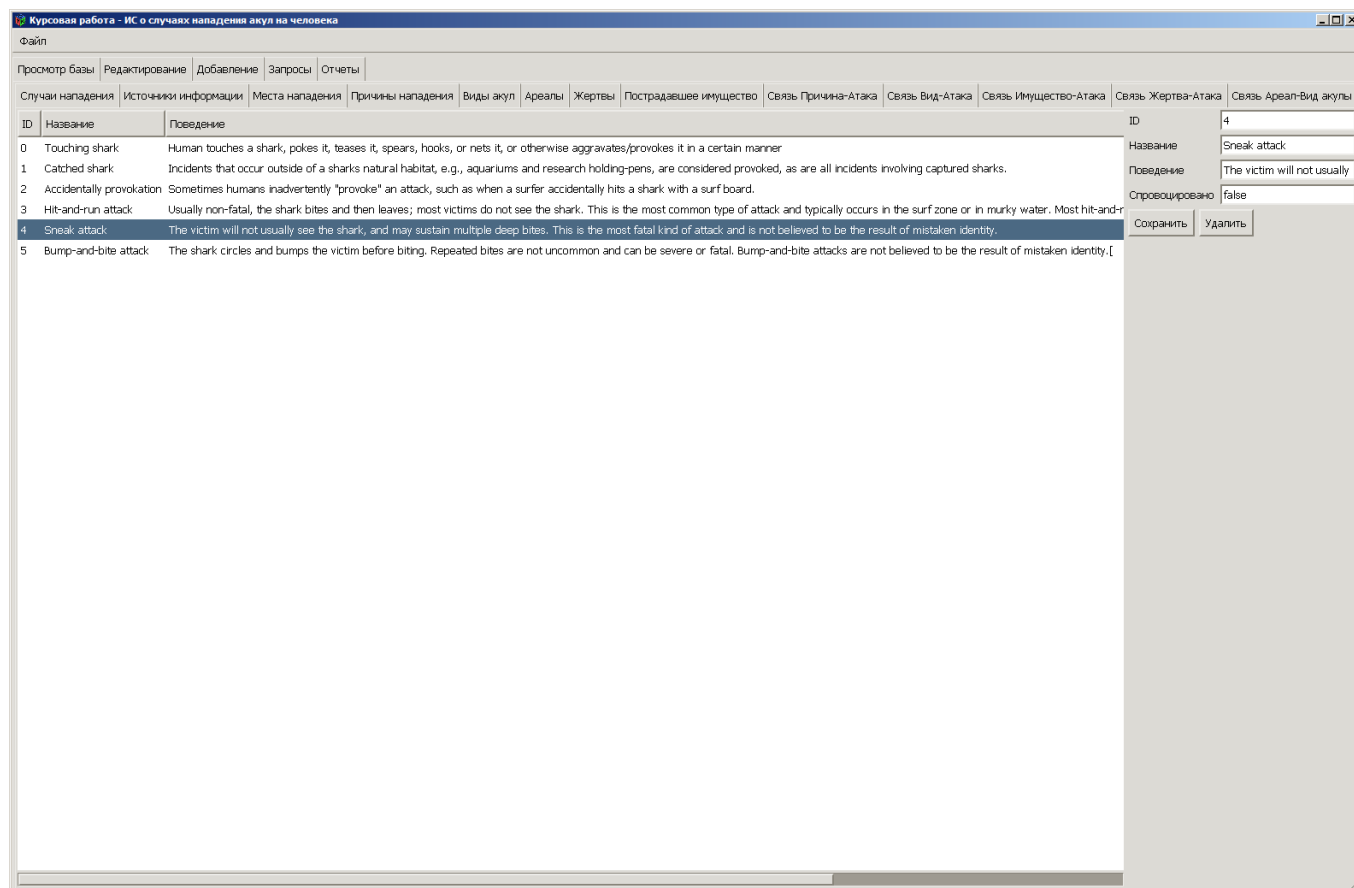 Курсовая работа - ИС о случаях нападения акул на человека
Файл
Просмотр базы Редактирование Добавление Запросы Отчеты
Случаи нападения Источники информации Места нападения Причины нападения Виды акул Ареалы Жертвы Пострадавшее имущество Связь Причина-Атака Связь Вид-Атака Связь Имущество-Атака Связь Жертва-Атака Связь Ареал-Вид акулы
ID Название Поведение
0 Touching shark Human touches a shark, pokes it, teases it, spears, hooks, or nets it, or otherwise aggravates/provokes it in a certain manner
1 Catched shark Incidents that occur outside of a sharks natural habitat, e.g., aquariums and research holding-pens, are considered provoked, as are all incidents involving captured sharks.
2 Accidentally provokation Sometimes humans inadvertently "provoke" an attack, such as when a surfer accidentally hits a shark with a surf board.
3 Hit-and-run attack Usually non-fatal, the shark bites and then leaves; most victims do not see the shark. This is the most common type of attack and typically occurs in the surf zone or in murky water. Most hit-and-r
4 Sneak attack The victim will not usually see the shark, and may sustain multiple deep bites. This is the most fatal kind of attack and is not believed to be the result of mistaken identity.
5 Bump-and-bite attack The shark circles and bumps the victim before biting. Repeated bites are not uncommon and can be severe or fatal. Bump-and-bite attacks are not believed to be the result of mistaken identity.[
ID 4
Название Sneak attack
Поведение The victim will not usually
Спровоцировано false
Сохранить Удалить